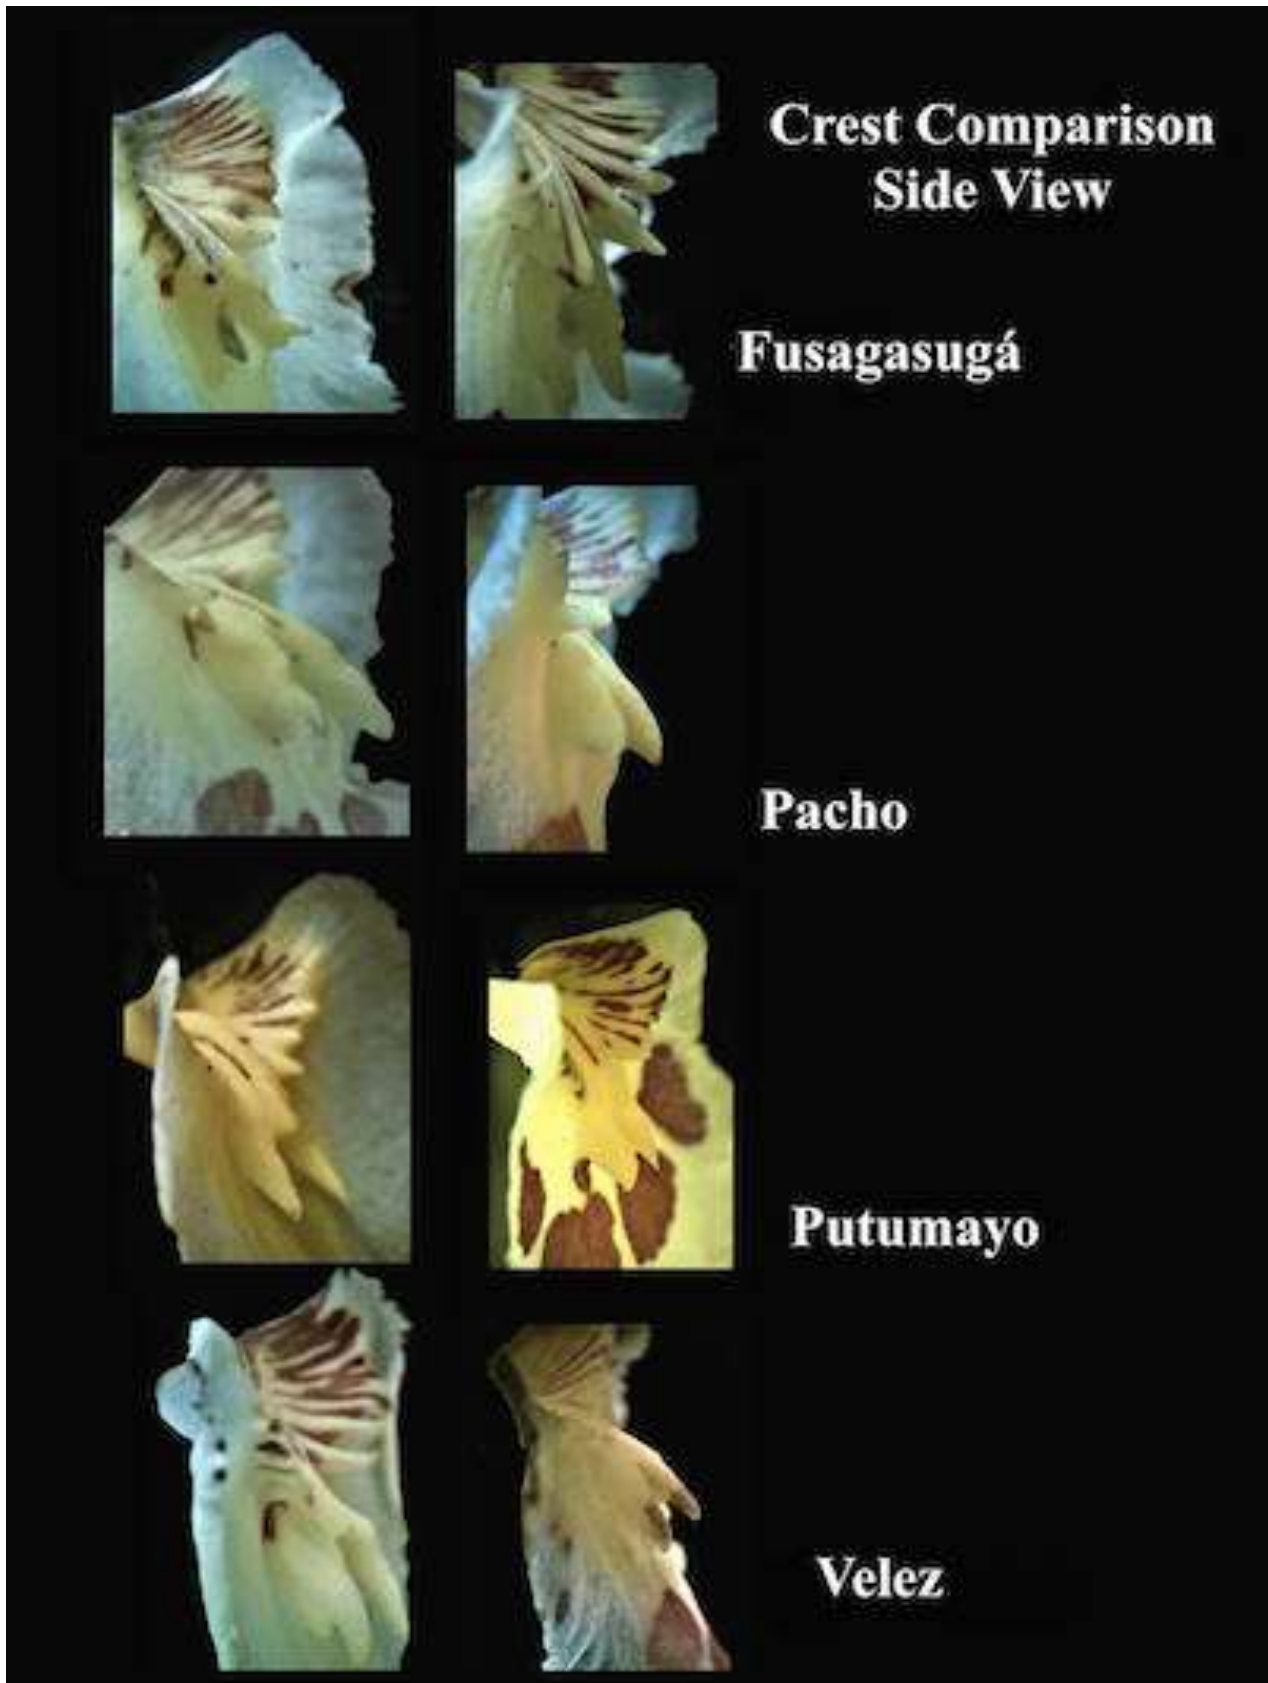 Crest Comparison
Side View
Fusagasugá
Pacho
Putumayo
Velez